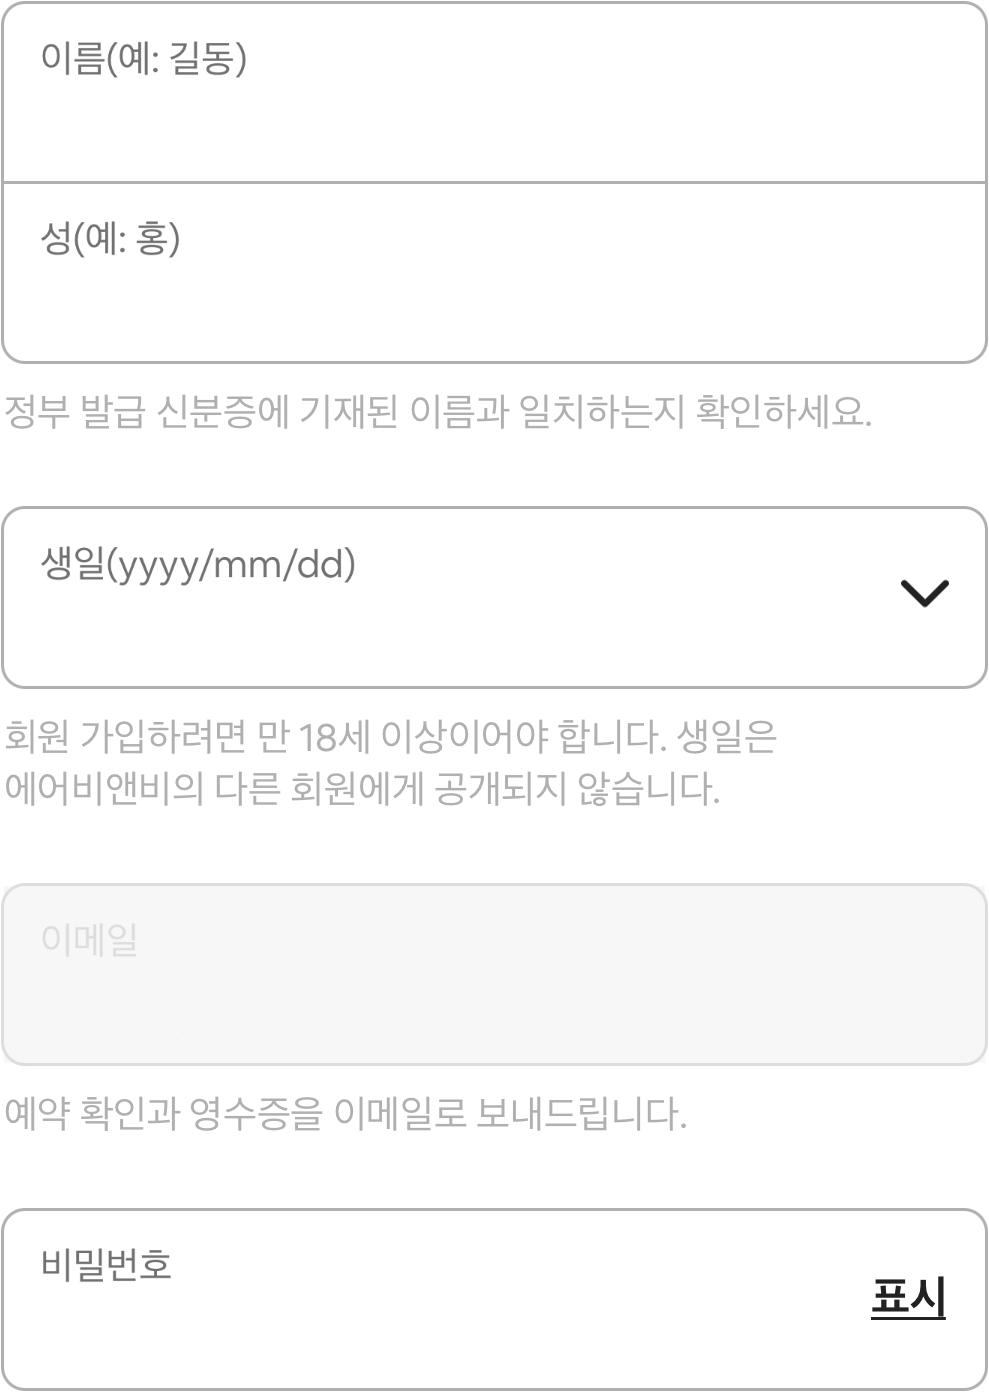 이름(예: 길동)
성(예: 홍)
정부 발급 신분증에 기재된 이름과 일치하는지 확인하세요.
생일(yyyy/mm/dd)
회원 가입하려면 만 18세 이상이어야 합니다. 생일은
에어비앤비의 다른 회원에게 공개되지 않습니다.
이메일
예약 확인과 영수증을 이메일로 보내드립니다.
비밀번호
표시